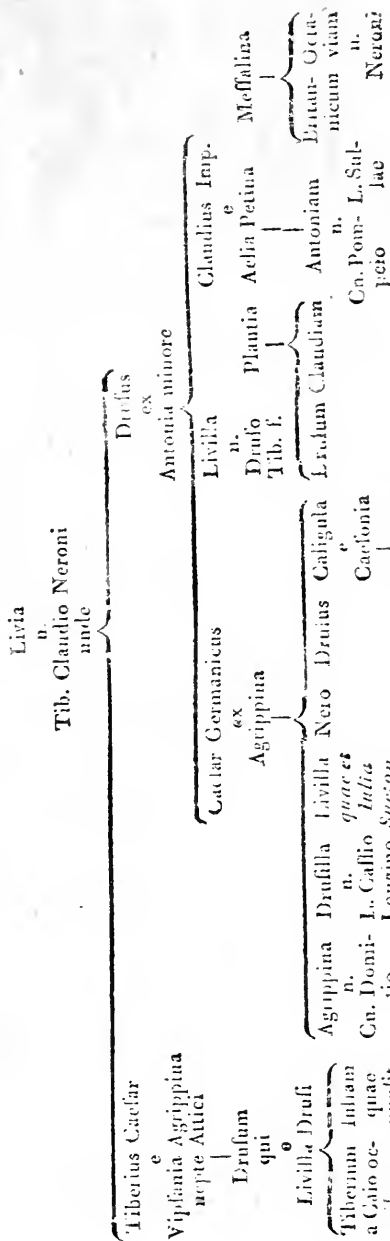 Livia
n.
Tib. Claudio Neroni
unde
Tiberius Caeſar
e
Vipſania Agrippina
nepte Attici
Druſum
qui
e
Livilla Druſi
Tiberium Iuliam
a Caio oc- quae
Druſus
ex
Antonia minore
Caeſar Germanicus
ex
Agrippina
Agrippina Druſilla Livilla Nero Druſus Caligula
n. n. quae et e
Cn. Domi- L. Caſſio Iulia Caeſonia
Longino
Livilla
n.
Druſo
Tib. f.
Claudius Imp.
e
Plautia Aelia Petina Meſſalina
Claudiam
Antoniam
n.
Cn. Pom- L. Sul-
peio lae
Britan- Octa-
nicum viam
n.
Neroni